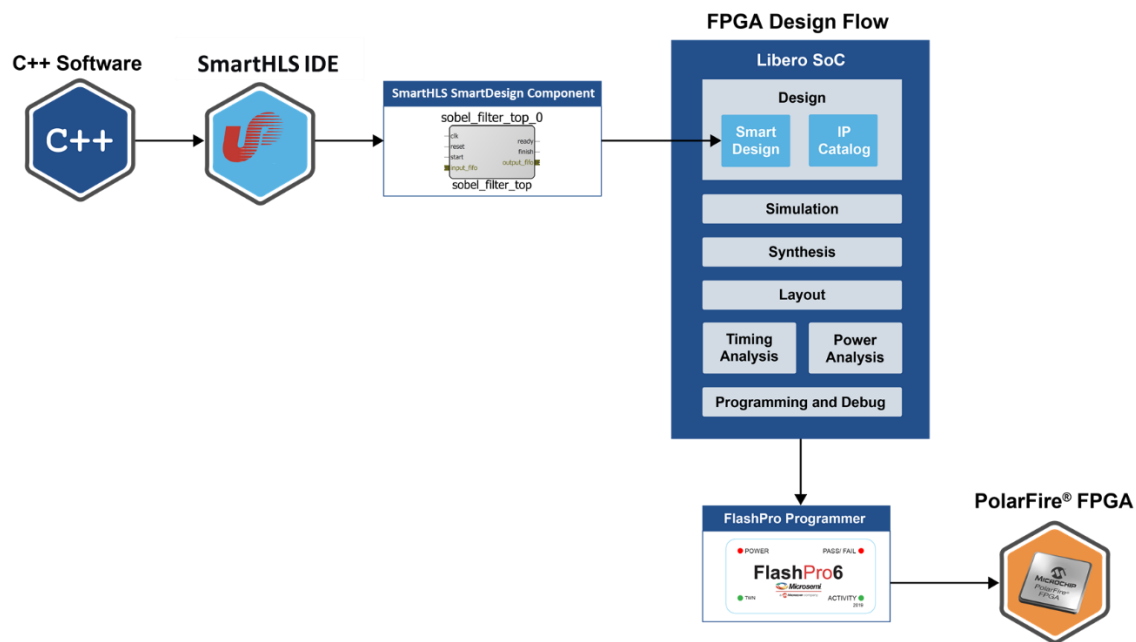 FPGA Design Flow
C++ Software
SmartHLS IDE
C++
SmartHLS SmartDesign Component
sobel_filter_top_0
clk
reset
start
input_fifo
ready
finish
output_fifo
sobel_filter_top
Libero SoC
Design
Smart
Design
IP
Catalog
Simulation
Synthesis
Layout
Timing
Analysis
Power
Analysis
Programming and Debug
FlashPro Programmer
POWER
PASS/ FAIL
FlashPro6
Microsemi
ACTIVITY
2019
PolarFire® FPGA
MICROCHIP
PolarFire®
FPGA